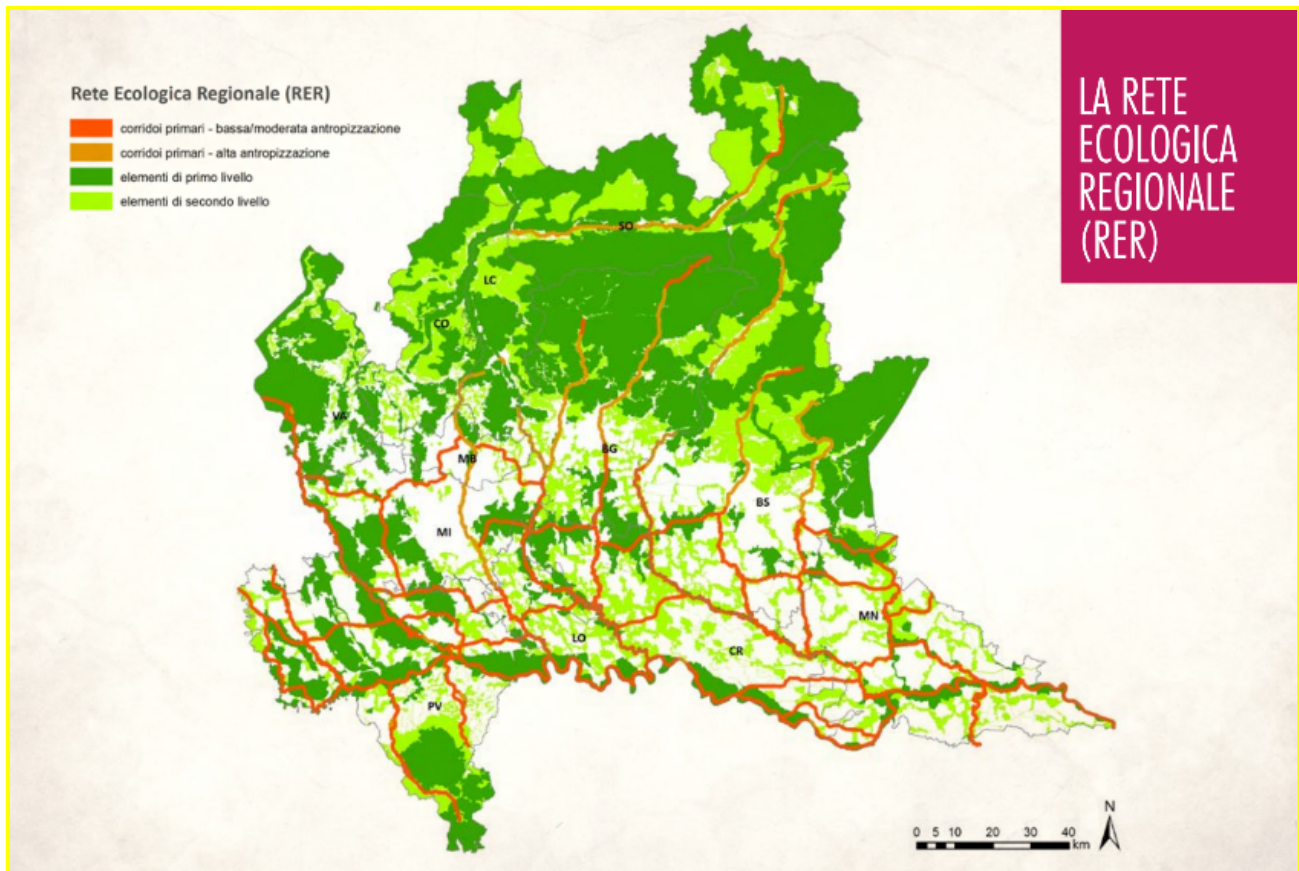 LA RETE
ECOLOGICA
REGIONALE
(RER)
Rete Ecologica Regionale (RER)
corridoi primari - bassa/moderata antropizzazione
corridoi primari - alta antropizzazione
elementi di primo livello
elementi di secondo livello
SO
LC
CO
VA
MB
BG
BS
MI
MN
LO
CR
PV
N
0 5 10 20 30 40
km